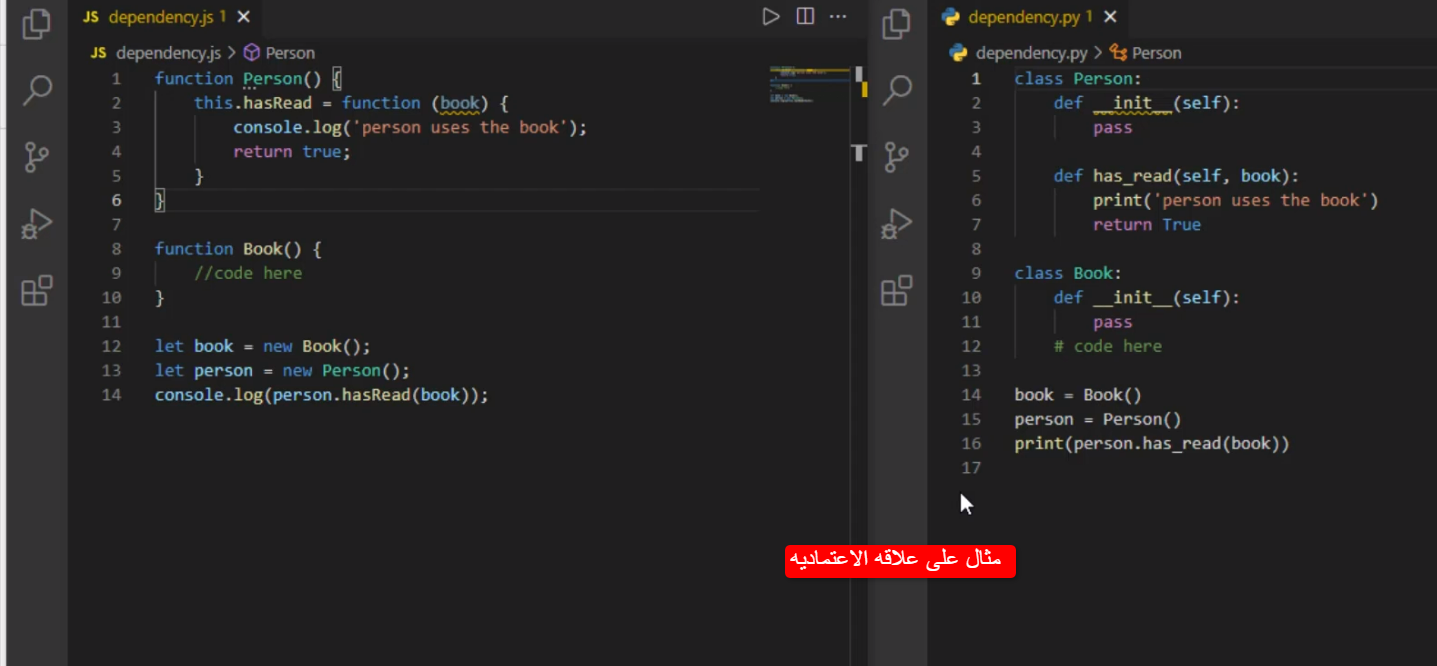 JS dependency.js 1 ×
JS dependency.js > Person
1 function Person() {
2     this.hasRead = function (book) {
3         console.log('person uses the book');
4         return true;
5     }
6 }
7
8 function Book() {
9     //code here
10 }
11
12 let book = new Book();
13 let person = new Person();
14 console.log(person.hasRead(book));
dependency.py 1 ×
dependency.py > Person
1 class Person:
2     def __init__(self):
3         pass
4
5     def has_read(self, book):
6         print('person uses the book')
7         return True
8
9 class Book:
10     def __init__(self):
11         pass
12     # code here
13
14 book = Book()
15 person = Person()
16 print(person.has_read(book))
17
مثال على علاقه الاعتماديه